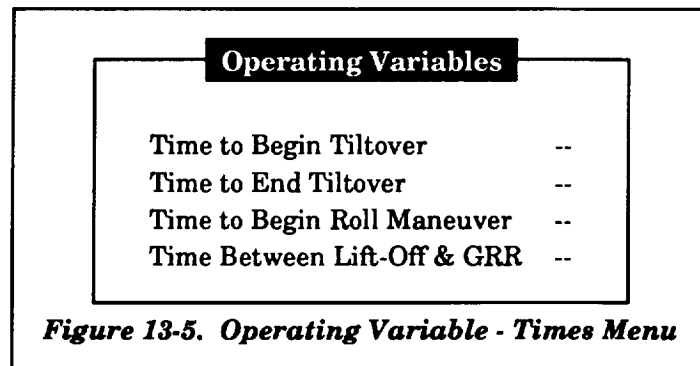 Operating Variables
Time to Begin Tiltover --
Time to End Tiltover --
Time to Begin Roll Maneuver --
Time Between Lift-Off & GRR --
Figure 13-5. Operating Variable - Times Menu